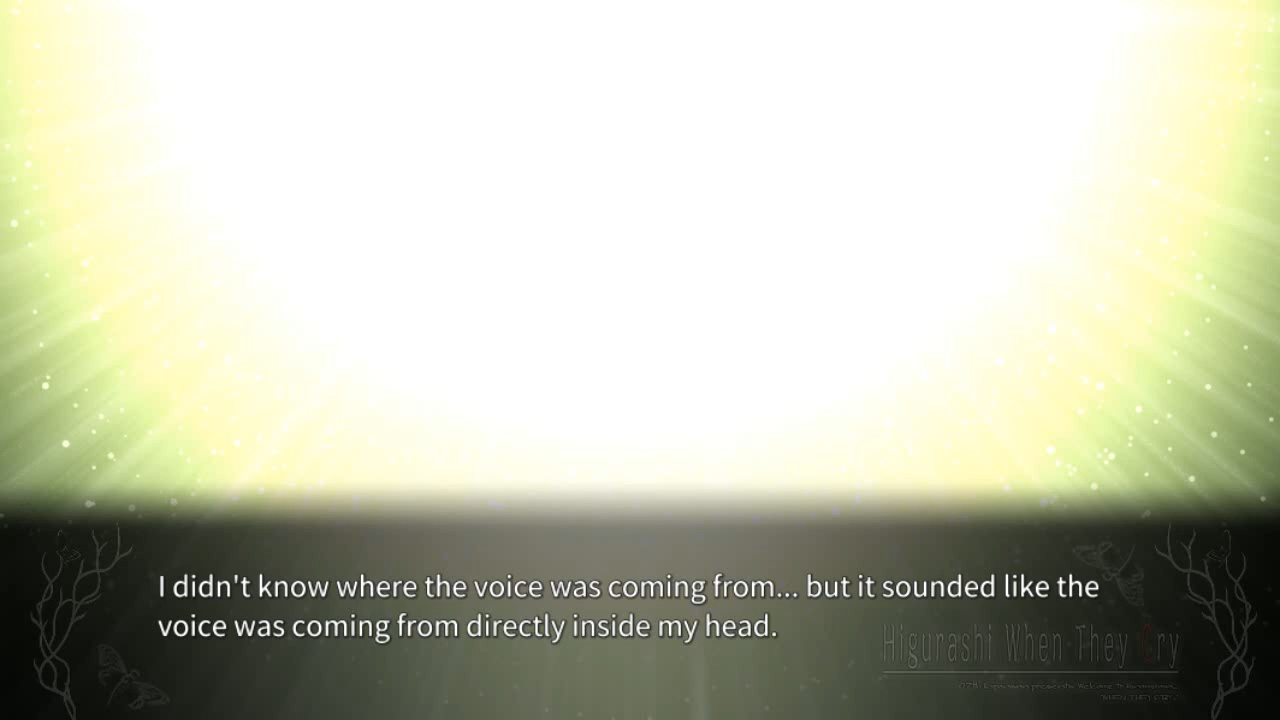 I didn't know where the voice was coming from... but it sounded like the
voice was coming from directly inside my head.
Higurashi When They Cry